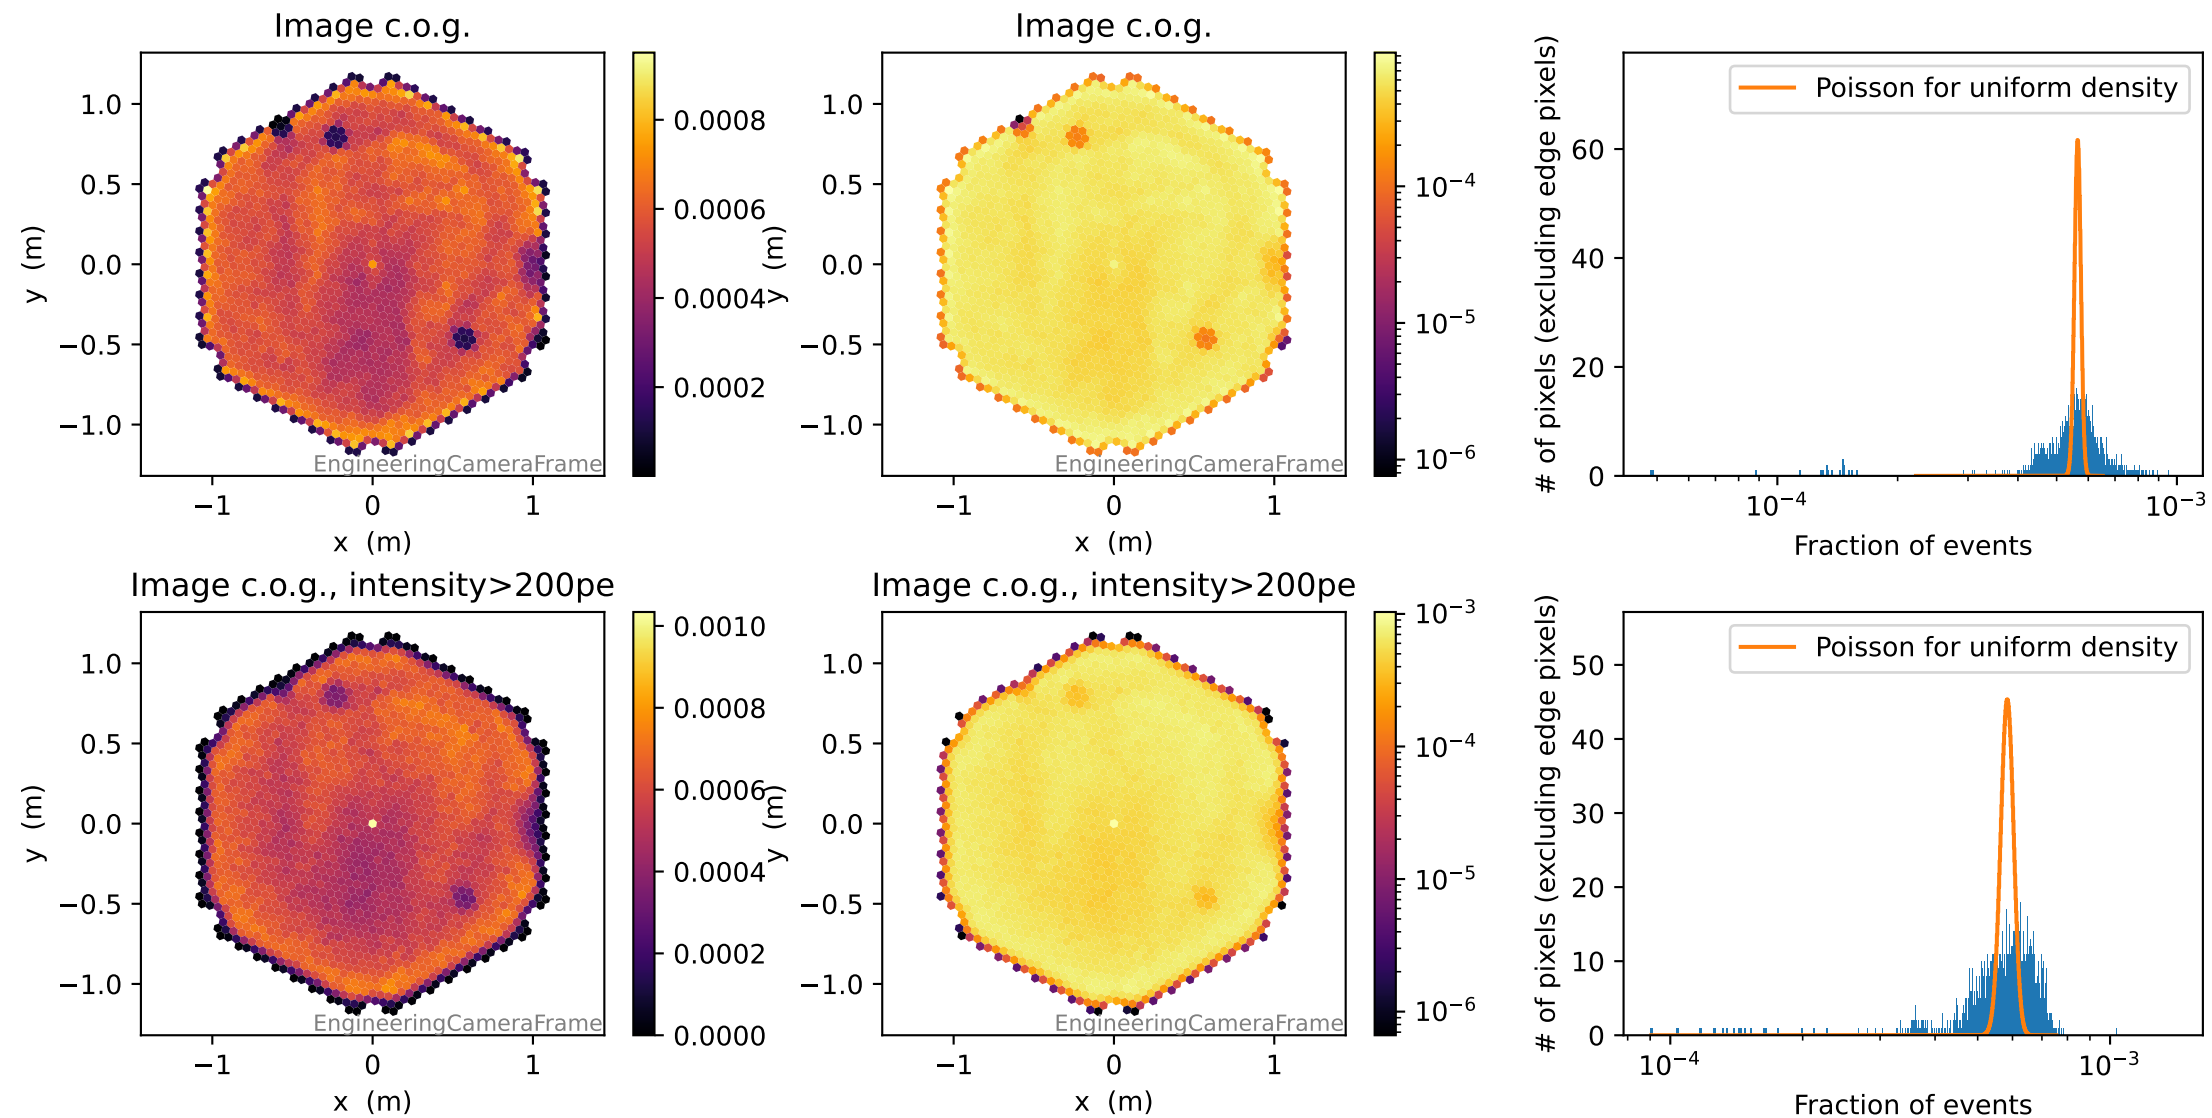 Image c.o.g.
1.0
0.5
0.0
−0.5
−1.0
y (m)
−1
0
1
x (m)
EngineeringCameraFrame
0.0008
0.0006
0.0004
0.0002
Image c.o.g.
1.0
0.5
0.0
−0.5
−1.0
y (m)
−1
0
1
x (m)
EngineeringCameraFrame
10⁻⁴
10⁻⁵
10⁻⁶
# of pixels (excluding edge pixels)
60
40
20
0
Poisson for uniform density
10⁻⁴
10⁻³
Fraction of events
Image c.o.g., intensity>200pe
1.0
0.5
0.0
−0.5
−1.0
y (m)
−1
0
1
x (m)
EngineeringCameraFrame
0.0010
0.0008
0.0006
0.0004
0.0002
0.0000
Image c.o.g., intensity>200pe
1.0
0.5
0.0
−0.5
−1.0
y (m)
−1
0
1
x (m)
EngineeringCameraFrame
10⁻³
10⁻⁴
10⁻⁵
10⁻⁶
# of pixels (excluding edge pixels)
50
40
30
20
10
0
Poisson for uniform density
10⁻⁴
10⁻³
Fraction of events